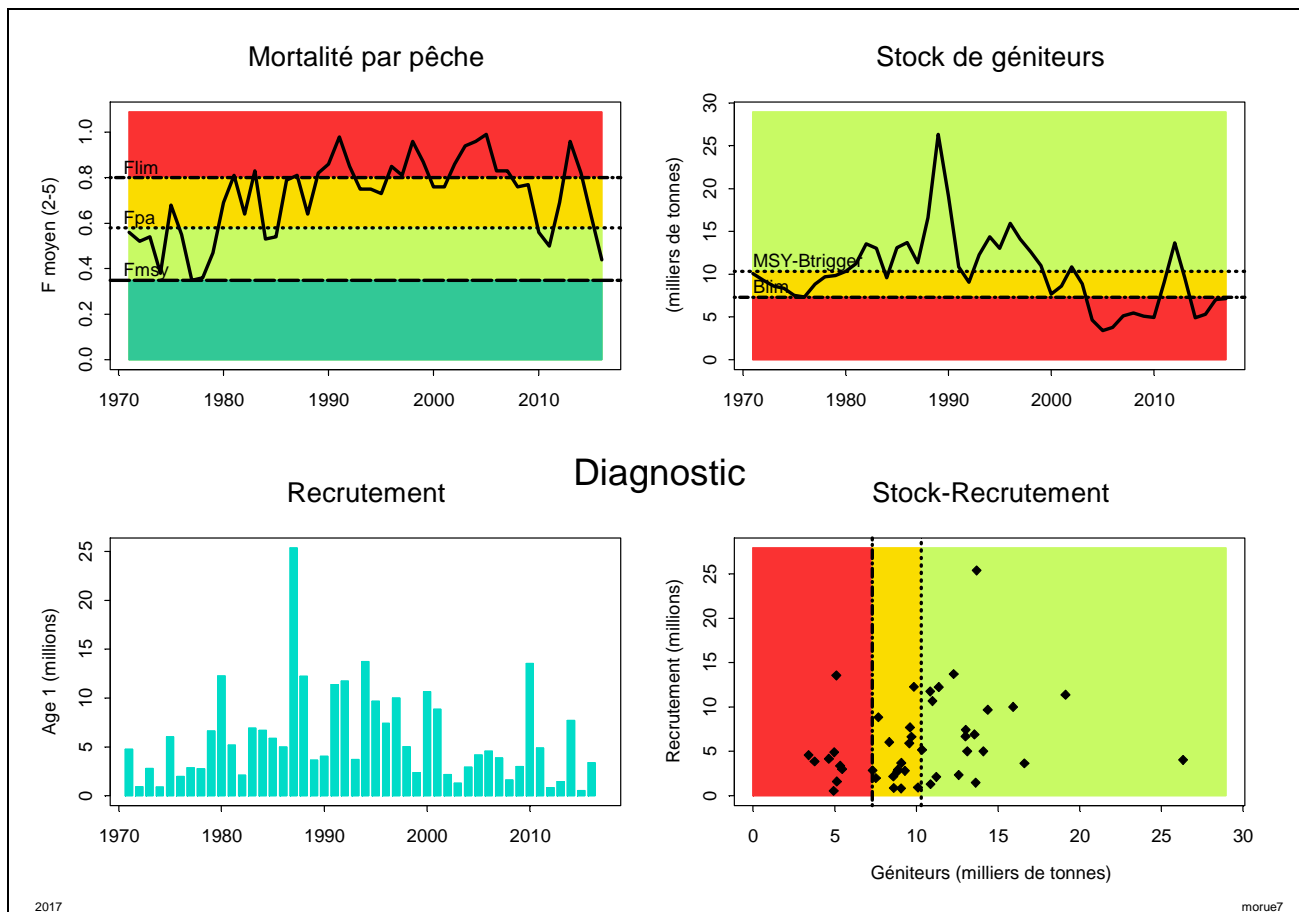 Mortalité par pêche
F moyen (2-5)
0.0 0.2 0.4 0.6 0.8 1.0
Flim
Fpa
Fmsy
1970 1980 1990 2000 2010
Stock de géniteurs
(milliers de tonnes)
0 5 10 15 20 25 30
MSY-Btrigger
Blim
1970 1980 1990 2000 2010
Diagnostic
Recrutement
Age 1 (millions)
0 5 10 15 20 25
1970 1980 1990 2000 2010
Stock-Recrutement
Recrutement (millions)
0 5 10 15 20 25
0 5 10 15 20 25 30
Géniteurs (milliers de tonnes)
2017
morue7